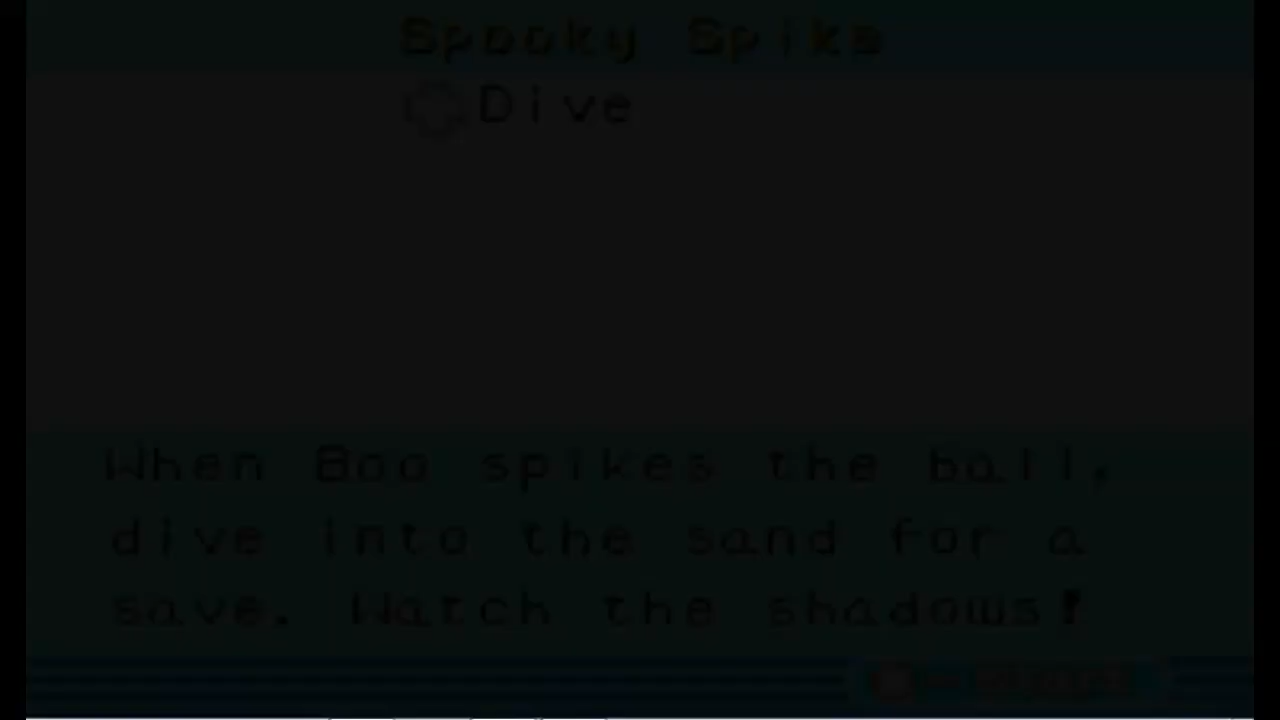 Spooky Spike
Dive
When Boo spikes the ball,
dive into the sand for a
save. Watch the shadows!